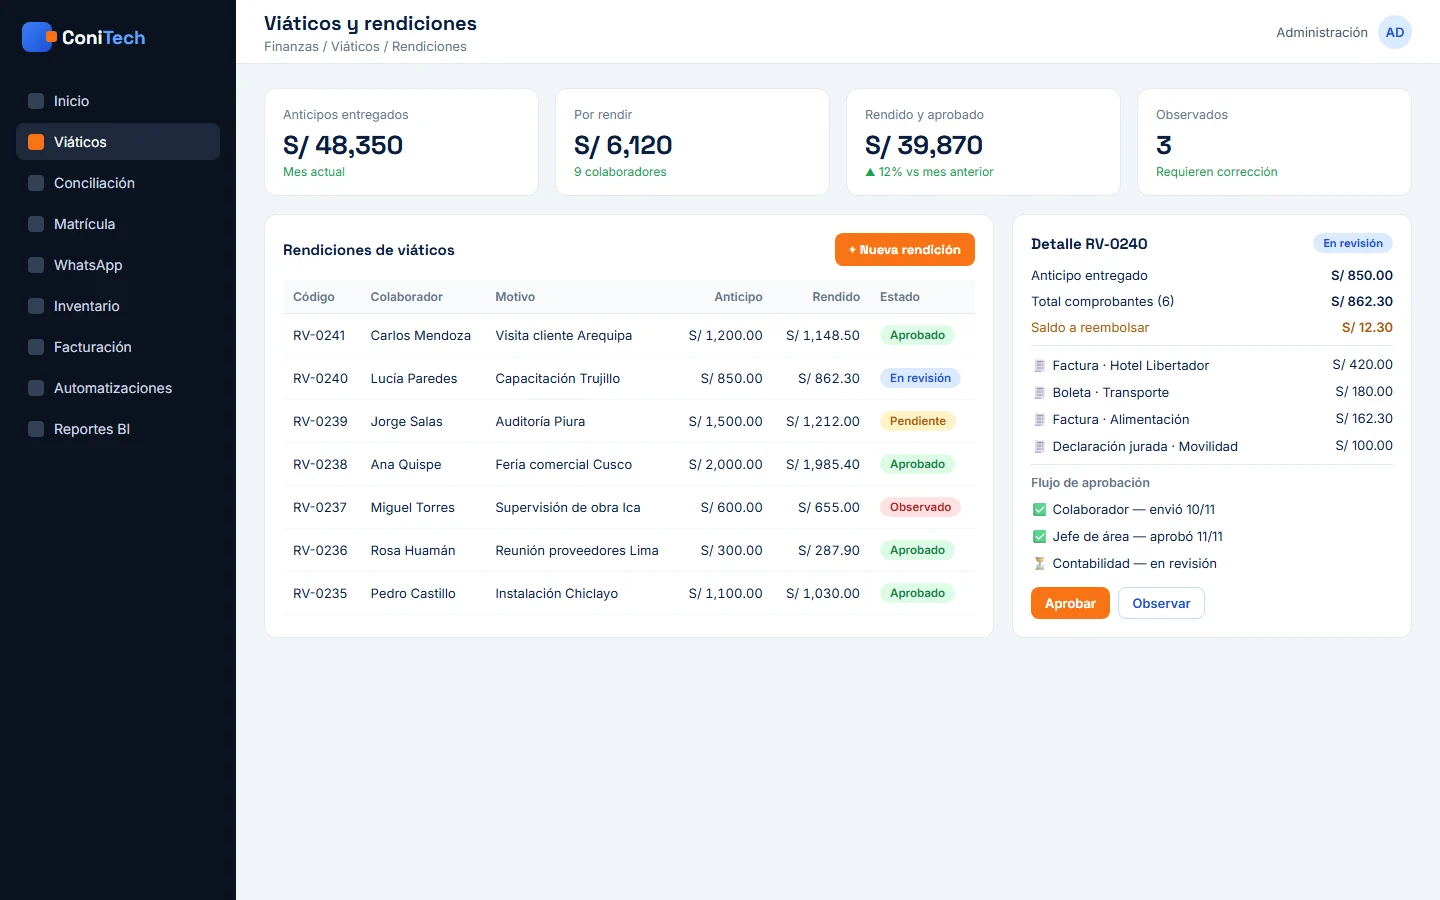 ConiTech
Inicio
Viáticos
Conciliación
Matrícula
WhatsApp
Inventario
Facturación
Automatizaciones
Reportes BI
Viáticos y rendiciones
Finanzas / Viáticos / Rendiciones
Administración AD
Anticipos entregados
S/ 48,350
Mes actual
Por rendir
S/ 6,120
9 colaboradores
Rendido y aprobado
S/ 39,870
▲ 12% vs mes anterior
Observados
3
Requieren corrección
Rendiciones de viáticos + Nueva rendición
Código Colaborador Motivo Anticipo Rendido Estado
RV-0241 Carlos Mendoza Visita cliente Arequipa S/ 1,200.00 S/ 1,148.50 Aprobado
RV-0240 Lucía Paredes Capacitación Trujillo S/ 850.00 S/ 862.30 En revisión
RV-0239 Jorge Salas Auditoría Piura S/ 1,500.00 S/ 1,212.00 Pendiente
RV-0238 Ana Quispe Feria comercial Cusco S/ 2,000.00 S/ 1,985.40 Aprobado
RV-0237 Miguel Torres Supervisión de obra Ica S/ 600.00 S/ 655.00 Observado
RV-0236 Rosa Huamán Reunión proveedores Lima S/ 300.00 S/ 287.90 Aprobado
RV-0235 Pedro Castillo Instalación Chiclayo S/ 1,100.00 S/ 1,030.00 Aprobado
Detalle RV-0240 En revisión
Anticipo entregado S/ 850.00
Total comprobantes (6) S/ 862.30
Saldo a reembolsar S/ 12.30
Factura · Hotel Libertador S/ 420.00
Boleta · Transporte S/ 180.00
Factura · Alimentación S/ 162.30
Declaración jurada · Movilidad S/ 100.00
Flujo de aprobación
✅ Colaborador — envió 10/11
✅ Jefe de área — aprobó 11/11
⏳ Contabilidad — en revisión
Aprobar Observar